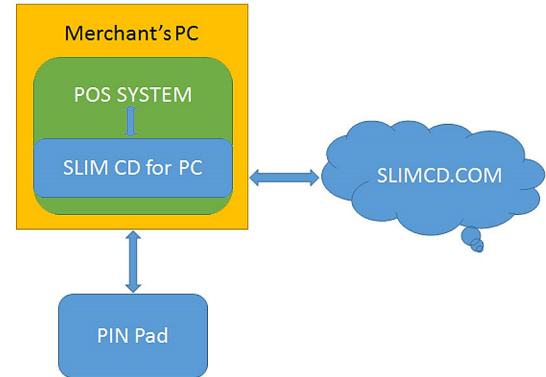 Merchant's PC
POS SYSTEM
SLIM CD for PC
SLIMCD.COM
PIN Pad